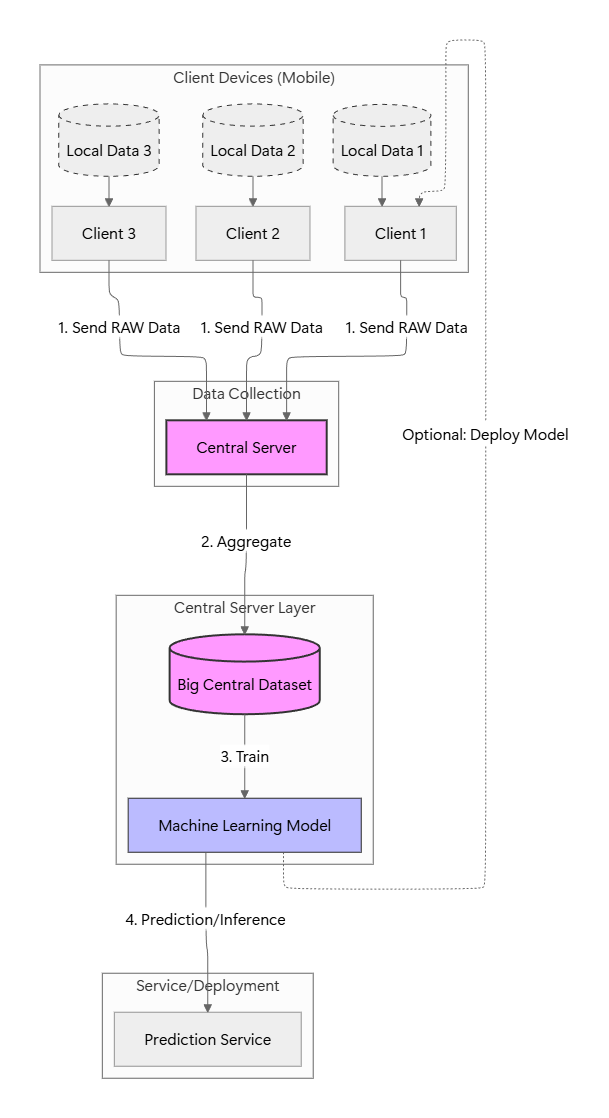 Client Devices (Mobile)
Local Data 3
Local Data 2
Local Data 1
Client 3
Client 2
Client 1
1. Send RAW Data
1. Send RAW Data
1. Send RAW Data
Data Collection
Central Server
Optional: Deploy Model
2. Aggregate
Central Server Layer
Big Central Dataset
3. Train
Machine Learning Model
4. Prediction/Inference
Service/Deployment
Prediction Service